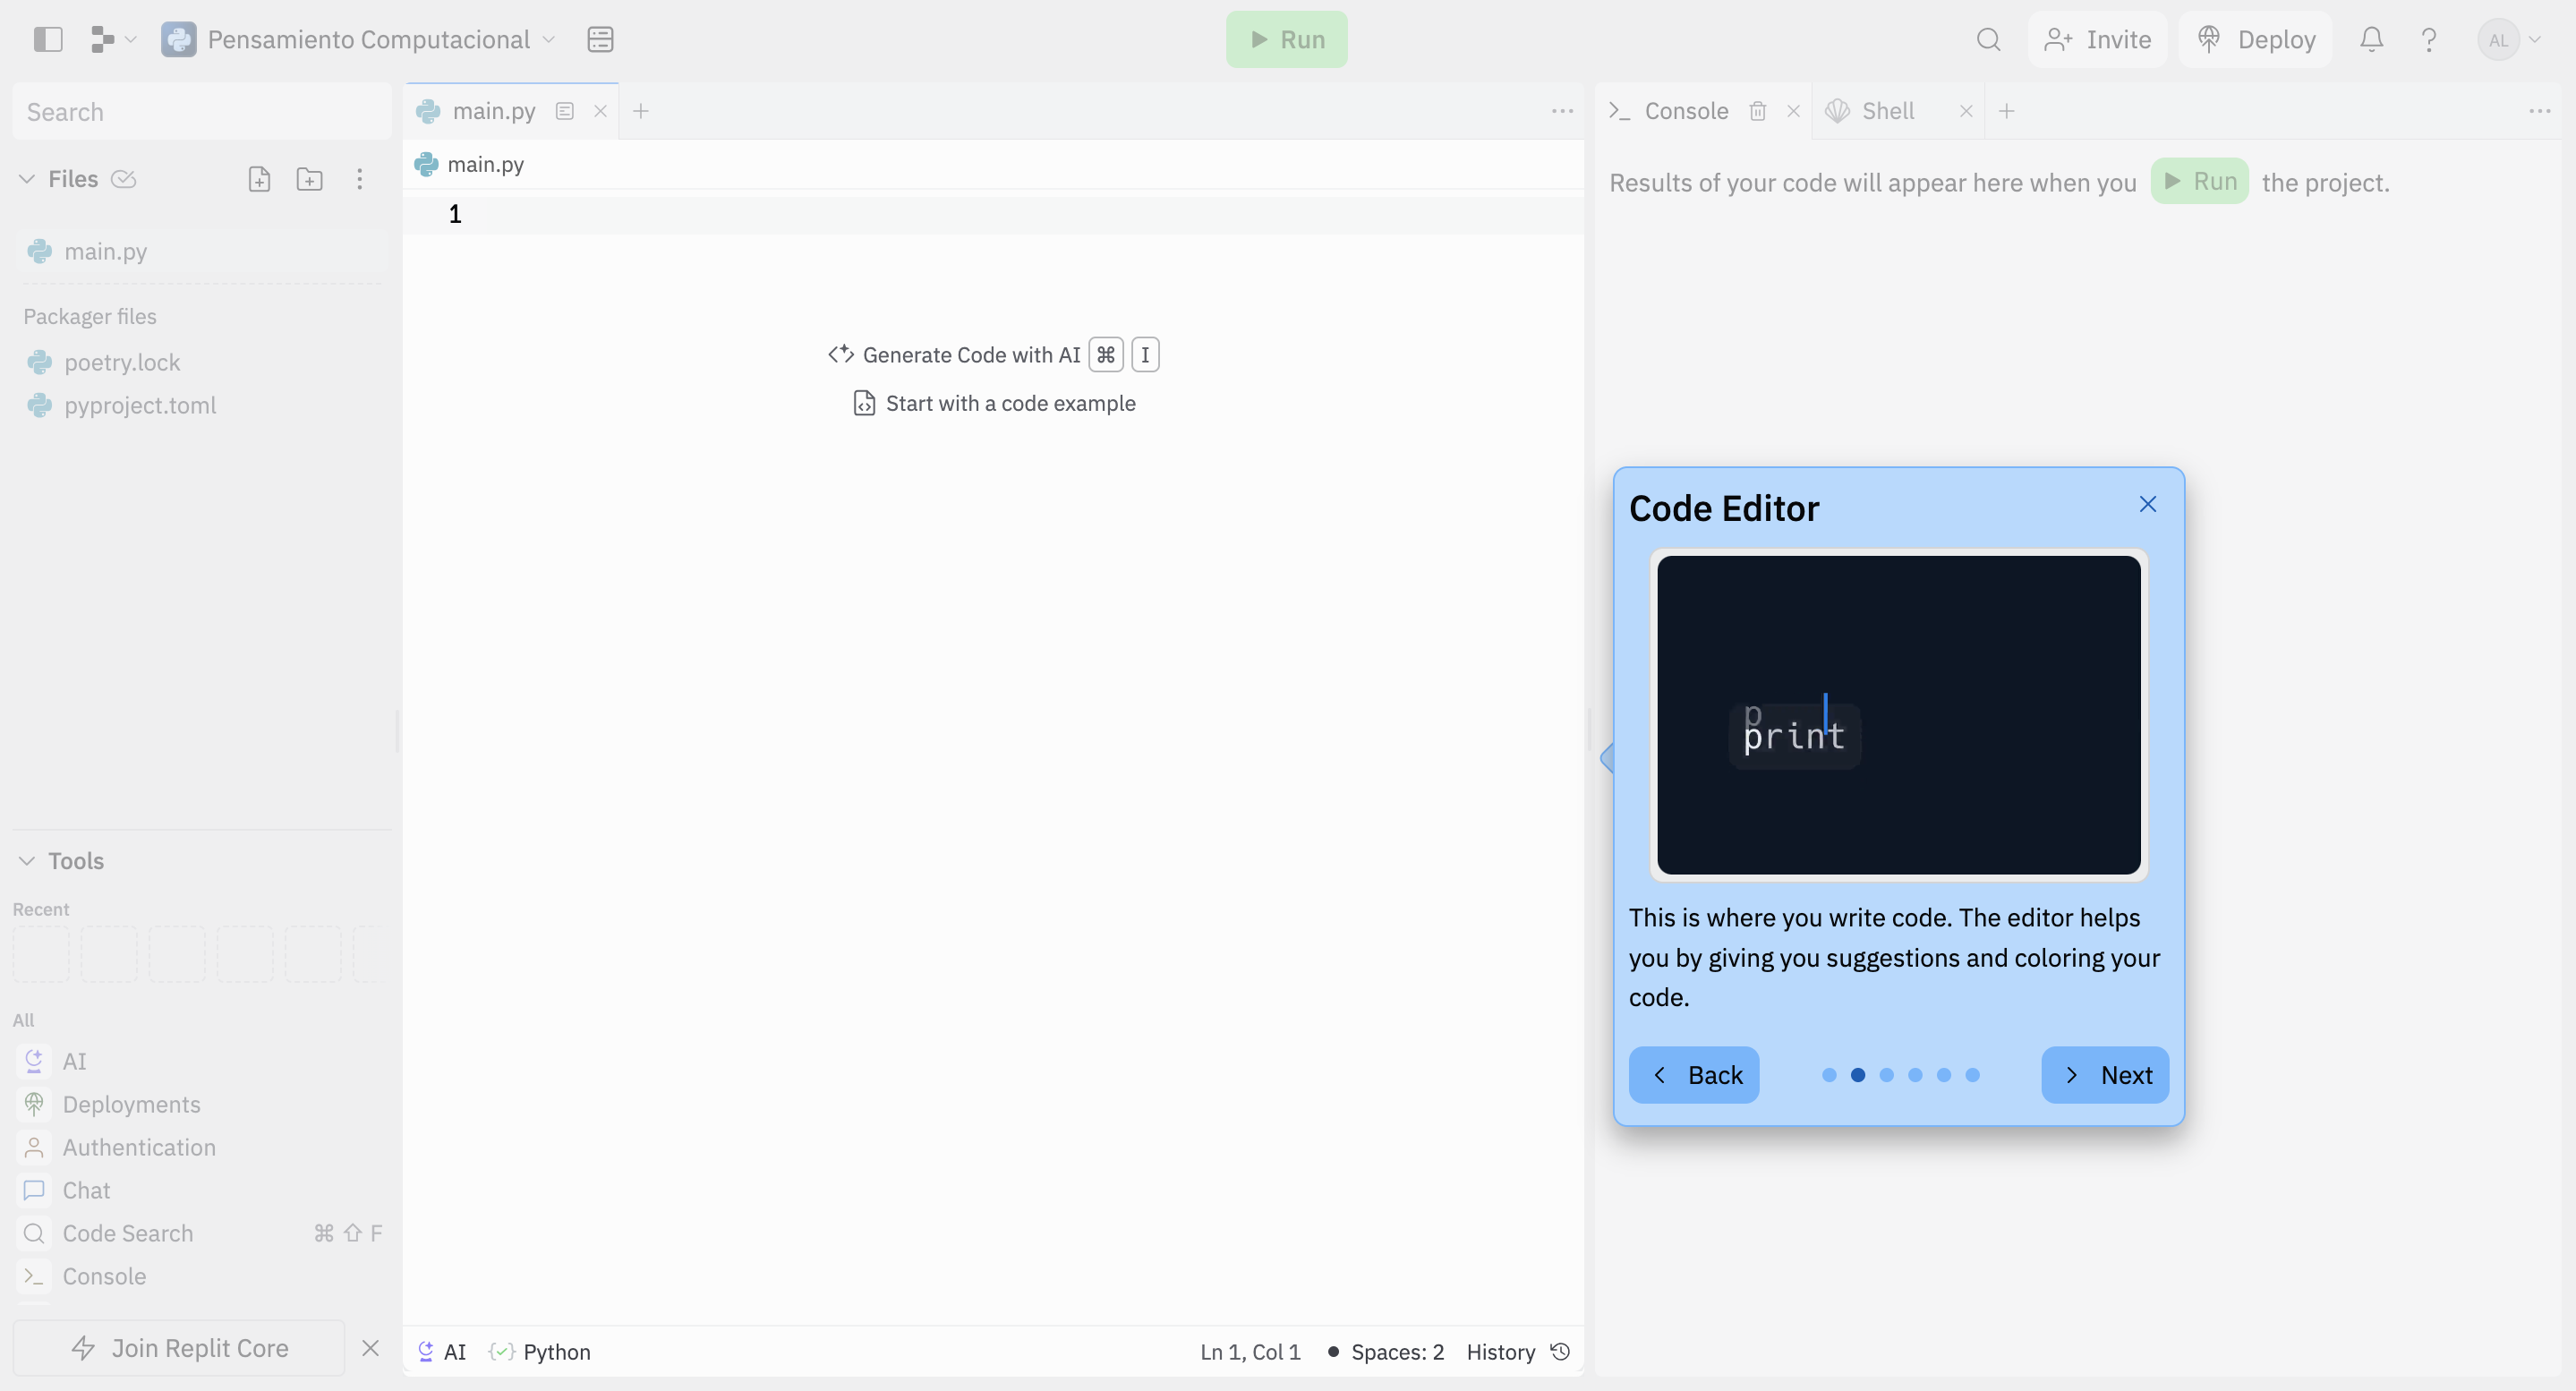 Pensamiento Computacional
Run
Invite
Deploy
AL
Search
Files
main.py
Packager files
poetry.lock
pyproject.toml
Tools
Recent
All
AI
Deployments
Authentication
Chat
Code Search ⌘ ⇧ F
Console
Join Replit Core
main.py
main.py
1
Generate Code with AI ⌘ I
Start with a code example
AI Python Ln 1, Col 1 Spaces: 2 History
Console Shell
Results of your code will appear here when you Run the project.
Code Editor
p
print
This is where you write code. The editor helps
you by giving you suggestions and coloring your
code.
Back Next